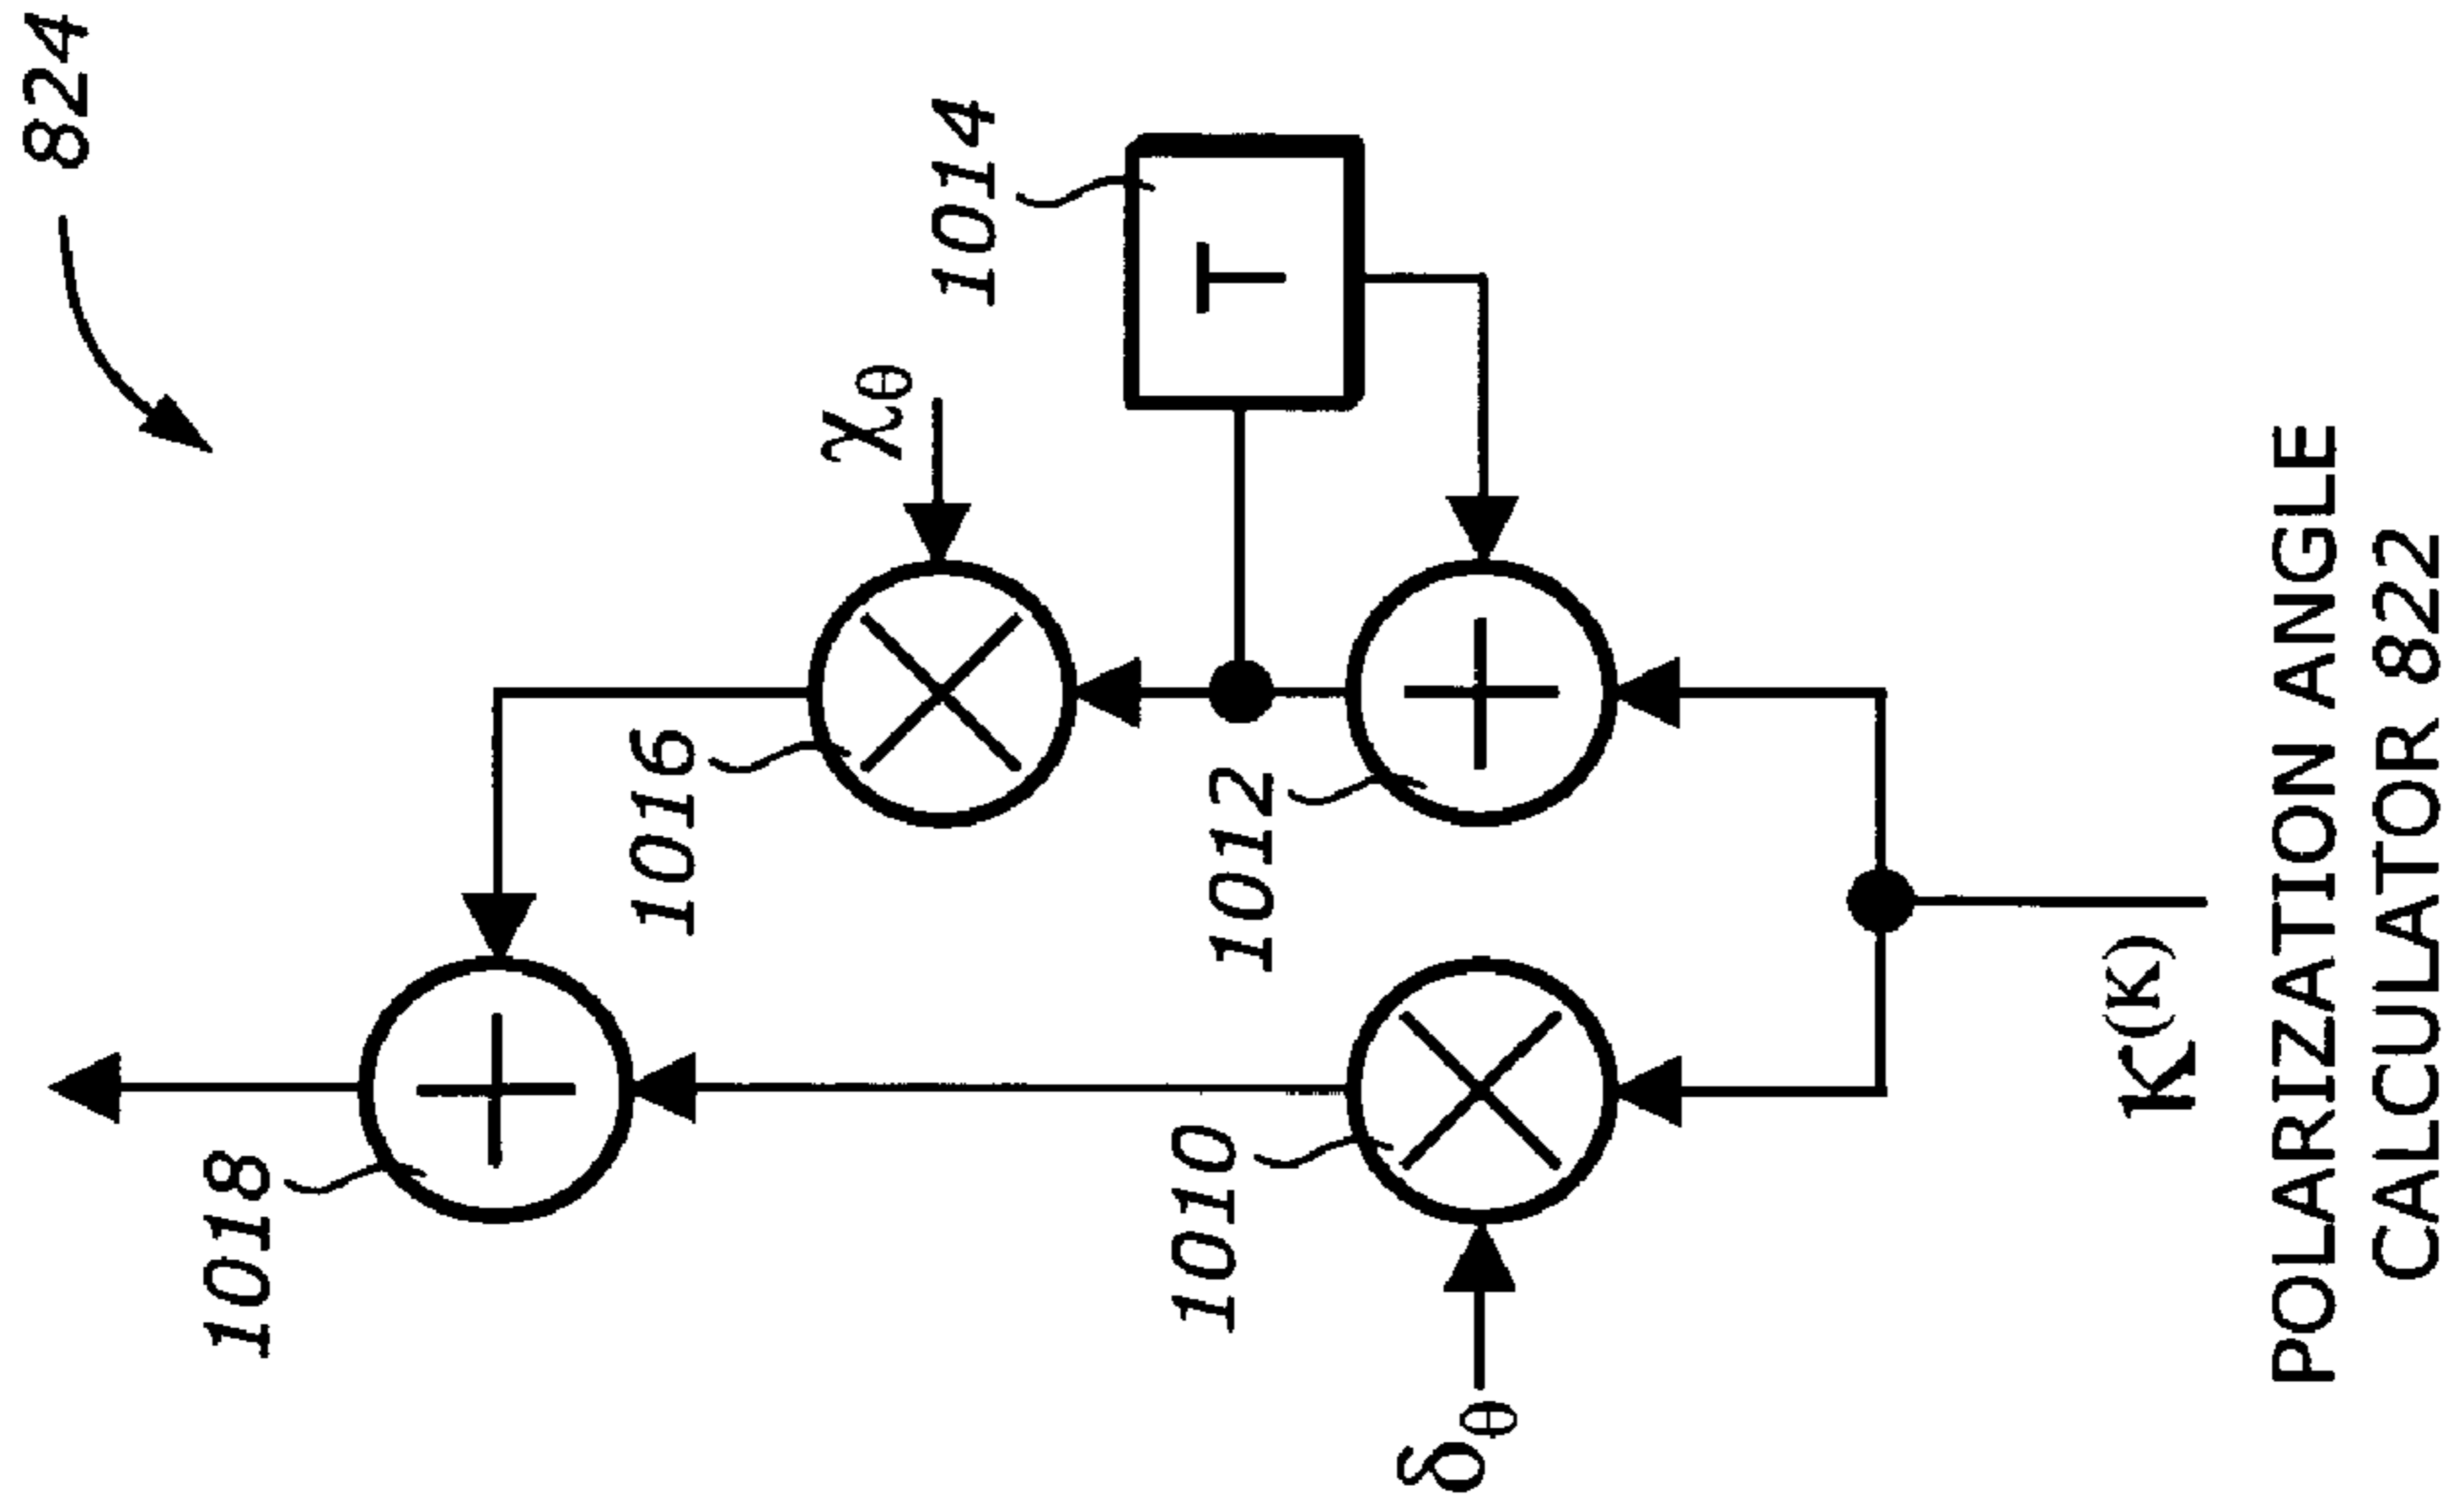 824
1014
χθ
1016
1012
T
1018
1010
δθ
K(K)
POLARIZATION ANGLE
CALCULATOR 822